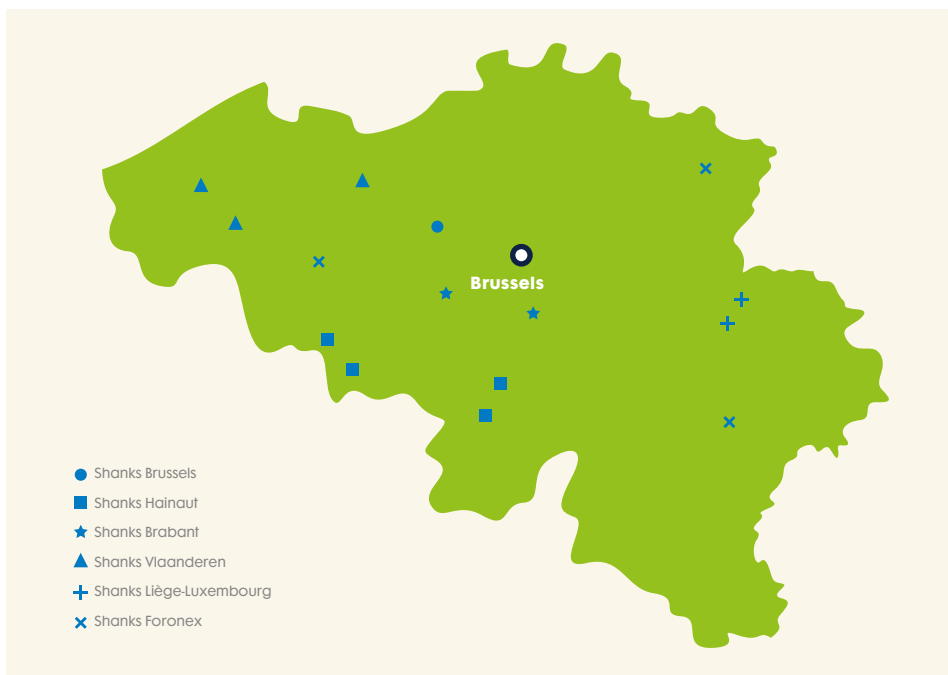 Brussels
Shanks Brussels
Shanks Hainaut
Shanks Brabant
Shanks Vlaanderen
Shanks Liège-Luxembourg
Shanks Foronex